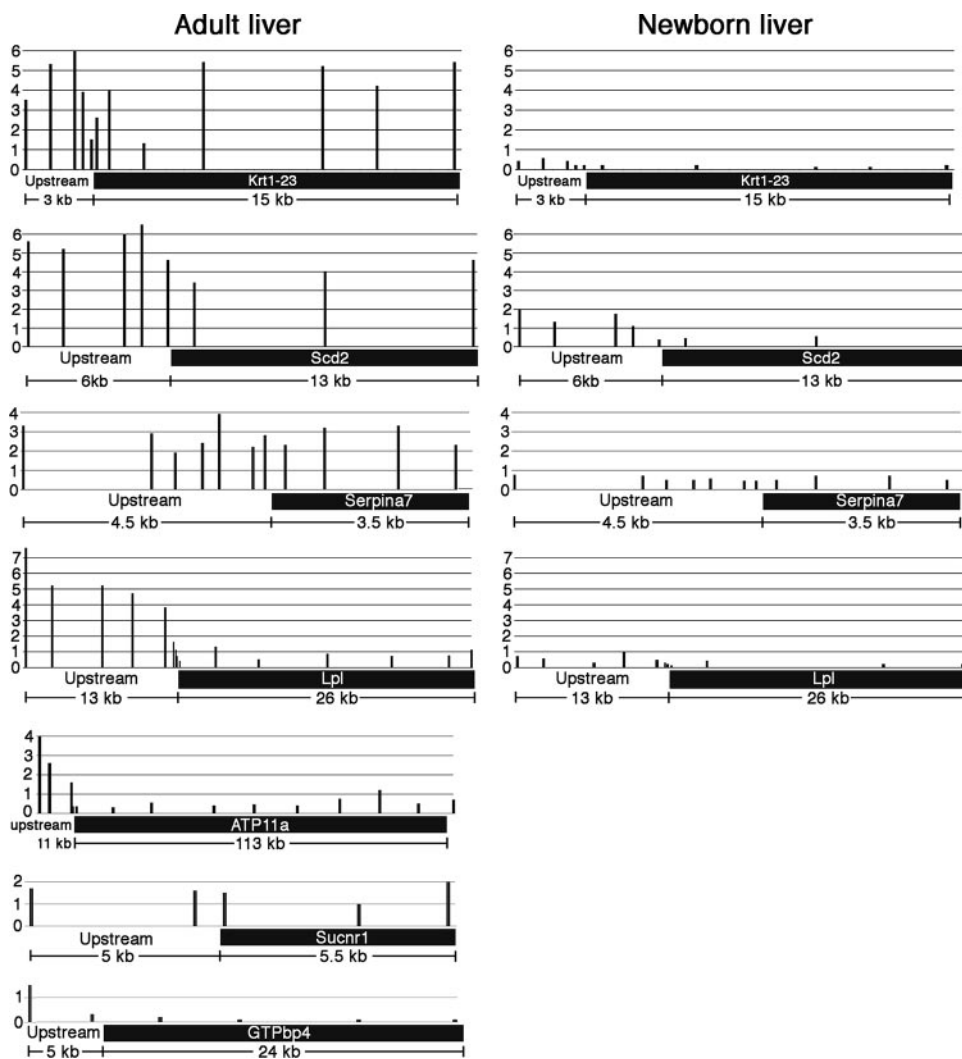 Adult liver
Newborn liver
6
5
4
3
2
1
0
Upstream
Krt1-23
3 kb
15 kb
6
5
4
3
2
1
0
Upstream
Krt1-23
3 kb
15 kb
6
5
4
3
2
1
0
Upstream
Scd2
6kb
13 kb
6
5
4
3
2
1
0
Upstream
Scd2
6kb
13 kb
4
3
2
1
0
Upstream
Serpina7
4.5 kb
3.5 kb
4
3
2
1
0
Upstream
Serpina7
4.5 kb
3.5 kb
7
6
5
4
3
2
1
0
Upstream
Lpl
13 kb
26 kb
7
6
5
4
3
2
1
0
Upstream
Lpl
13 kb
26 kb
4
3
2
1
0
upstream
ATP11a
11 kb
113 kb
2
1
0
Upstream
Sucnr1
5 kb
5.5 kb
1
0
Upstream
GTPbp4
5 kb
24 kb